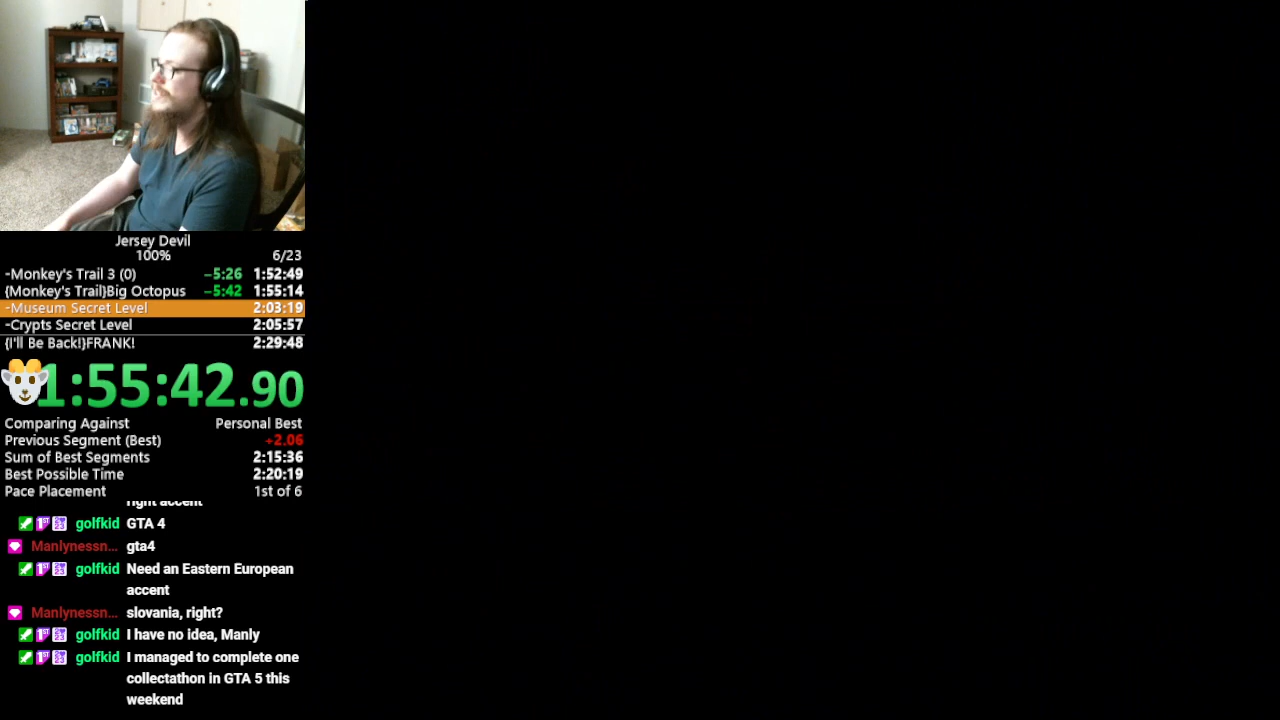 Jersey Devil
100% 6/23
-Monkey's Trail 3 (0) −5:26 1:52:49
{Monkey's Trail}Big Octopus −5:42 1:55:14
-Museum Secret Level 2:03:19
-Crypts Secret Level 2:05:57
{I'll Be Back!}FRANK! 2:29:48
1:55:42.90
Comparing Against Personal Best
Previous Segment (Best) +2.06
Sum of Best Segments 2:15:36
Best Possible Time 2:20:19
Pace Placement 1st of 6
right accent
golfkid GTA 4
Manlynessn... gta4
golfkid Need an Eastern European
accent
Manlynessn... slovania, right?
golfkid I have no idea, Manly
golfkid I managed to complete one
collectathon in GTA 5 this
weekend